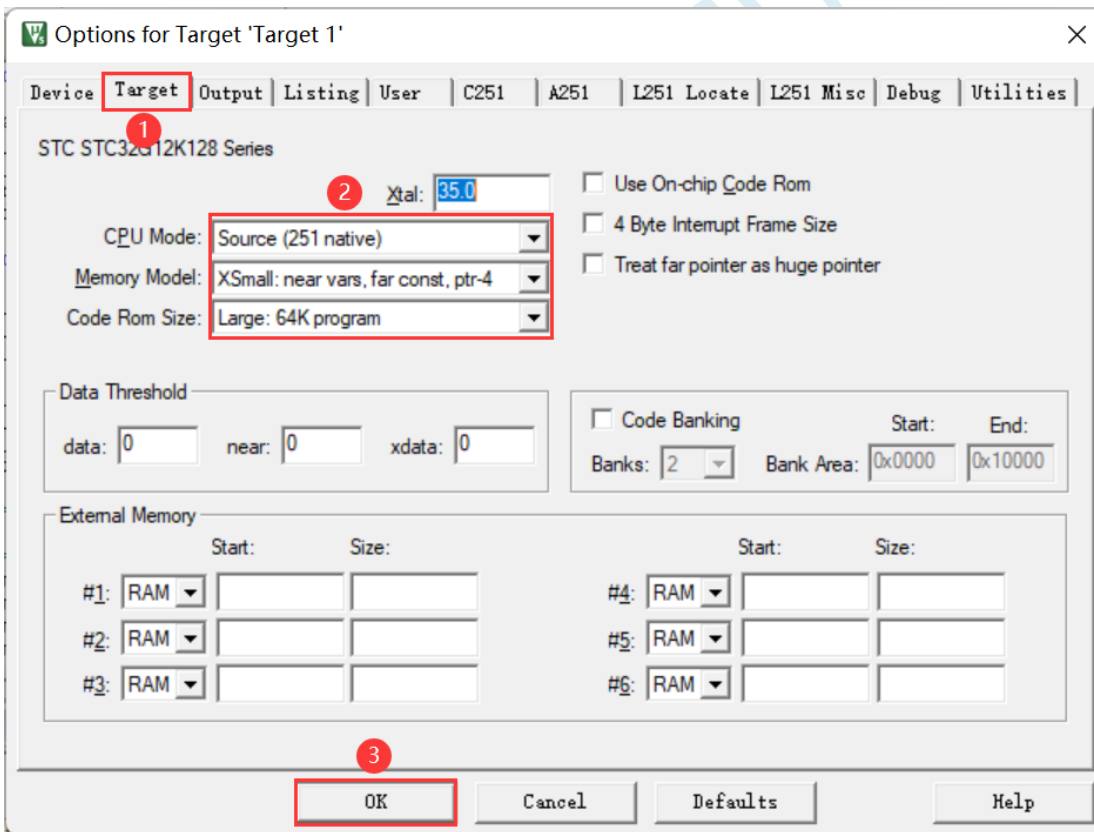 Options for Target 'Target 1'
Device Target Output Listing User C251 A251 L251 Locate L251 Misc Debug Utilities
1
STC STC32G12K128 Series
2 Xtal: 35.0
Use On-chip Code Rom
CPU Mode: Source (251 native)
4 Byte Interrupt Frame Size
Memory Model: XSmall: near vars, far const, ptr-4
Treat far pointer as huge pointer
Code Rom Size: Large: 64K program
Data Threshold
data: 0 near: 0 xdata: 0
Code Banking Start: End:
Banks: 2 Bank Area: 0x0000 0x10000
External Memory
Start: Size: Start: Size:
#1: RAM #4: RAM
#2: RAM #5: RAM
#3: RAM #6: RAM
3
OK Cancel Defaults Help